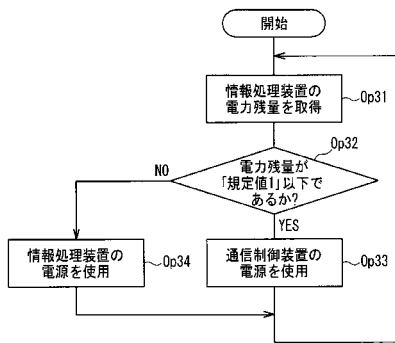 開始
情報処理装置の
電力残量を取得
Op31
Op32
電力残量が
「規定値1」以下で
あるか?
NO
YES
情報処理装置の
電源を使用
Op34
通信制御装置の
電源を使用
Op33